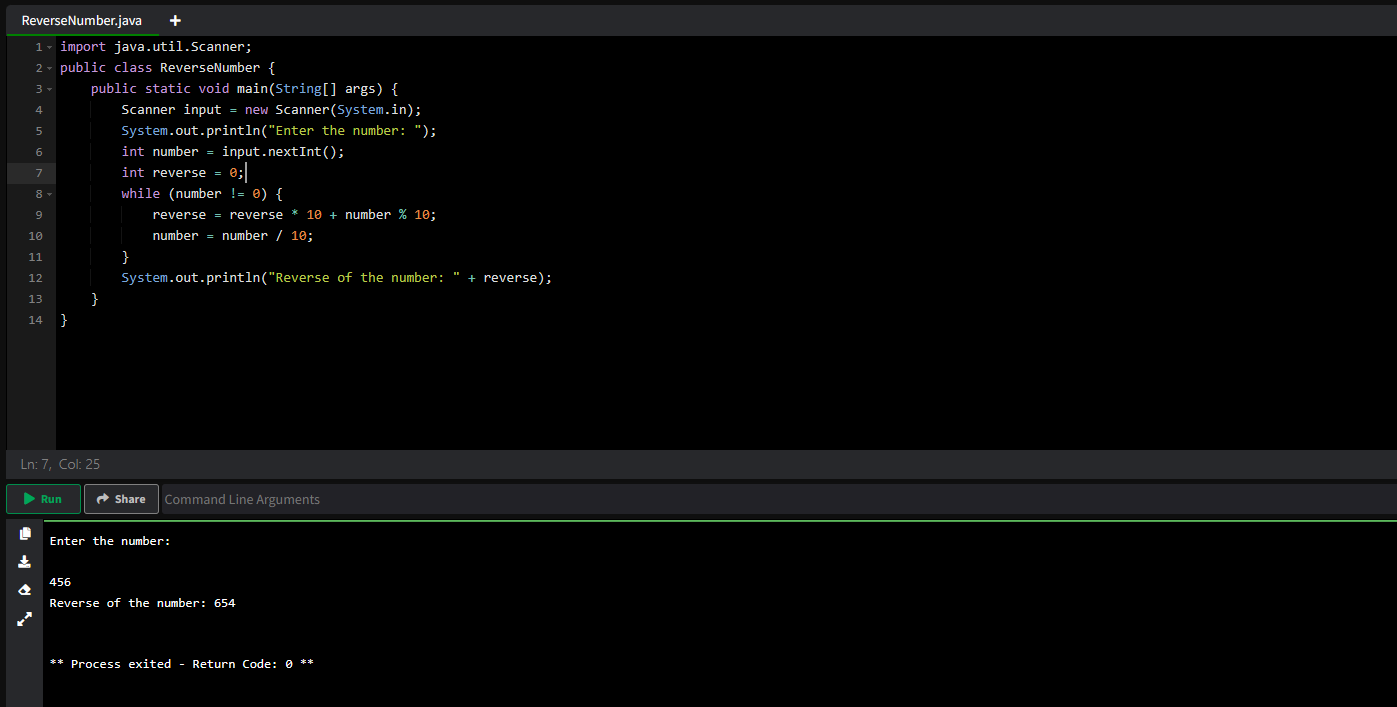 ReverseNumber.java +
1 import java.util.Scanner;
2 public class ReverseNumber {
3     public static void main(String[] args) {
4         Scanner input = new Scanner(System.in);
5         System.out.println("Enter the number: ");
6         int number = input.nextInt();
7         int reverse = 0;
8         while (number != 0) {
9             reverse = reverse * 10 + number % 10;
10             number = number / 10;
11         }
12         System.out.println("Reverse of the number: " + reverse);
13     }
14 }
Ln: 7, Col: 25
Run Share Command Line Arguments
Enter the number:
456
Reverse of the number: 654
** Process exited - Return Code: 0 **